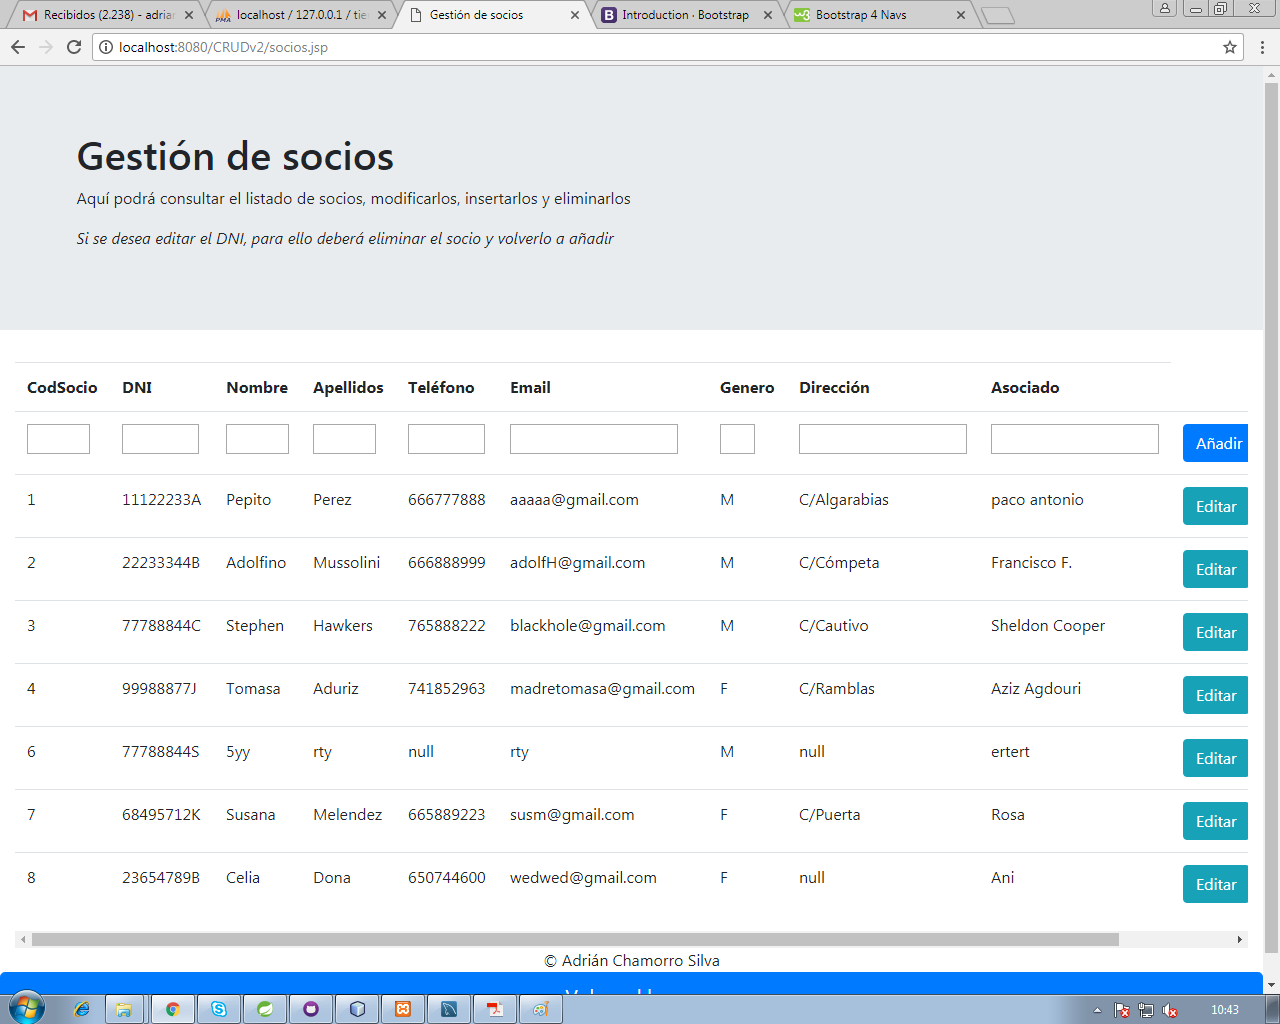 Recibidos (2.238) - adrian
localhost / 127.0.0.1 / tie
Gestión de socios
Introduction · Bootstrap
Bootstrap 4 Navs
localhost:8080/CRUDv2/socios.jsp
Gestión de socios
Aquí podrá consultar el listado de socios, modificarlos, insertarlos y eliminarlos
Si se desea editar el DNI, para ello deberá eliminar el socio y volverlo a añadir
CodSocio DNI Nombre Apellidos Teléfono Email Genero Dirección Asociado
Añadir
1 11122233A Pepito Perez 666777888 aaaaa@gmail.com M C/Algarabias paco antonio Editar
2 22233344B Adolfino Mussolini 666888999 adolfH@gmail.com M C/Cómpeta Francisco F. Editar
3 77788844C Stephen Hawkers 765888222 blackhole@gmail.com M C/Cautivo Sheldon Cooper Editar
4 99988877J Tomasa Aduriz 741852963 madretomasa@gmail.com F C/Ramblas Aziz Agdouri Editar
6 77788844S 5yy rty null rty M null ertert Editar
7 68495712K Susana Melendez 665889223 susm@gmail.com F C/Puerta Rosa Editar
8 23654789B Celia Dona 650744600 wedwed@gmail.com F null Ani Editar
© Adrián Chamorro Silva
10:43